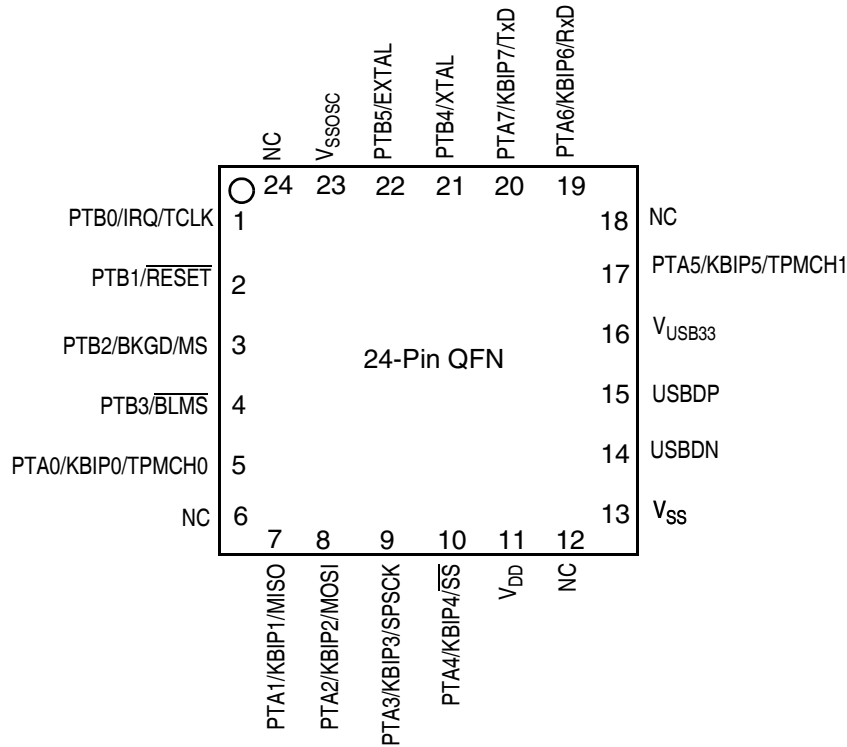 NC
VSSOSC
PTB5/EXTAL
PTB4/XTAL
PTA7/KBIP7/TxD
PTA6/KBIP6/RxD
24 23 22 21 20 19
PTB0/IRQ/TCLK 1
PTB1/RESET 2
PTB2/BKGD/MS 3
PTB3/BLMS 4
PTA0/KBIP0/TPMCH0 5
NC 6
24-Pin QFN
18 NC
17 PTA5/KBIP5/TPMCH1
16 VUSB33
15 USBDP
14 USBDN
13 VSS
7 8 9 10 11 12
PTA1/KBIP1/MISO
PTA2/KBIP2/MOSI
PTA3/KBIP3/SPSCK
PTA4/KBIP4/SS
VDD
NC